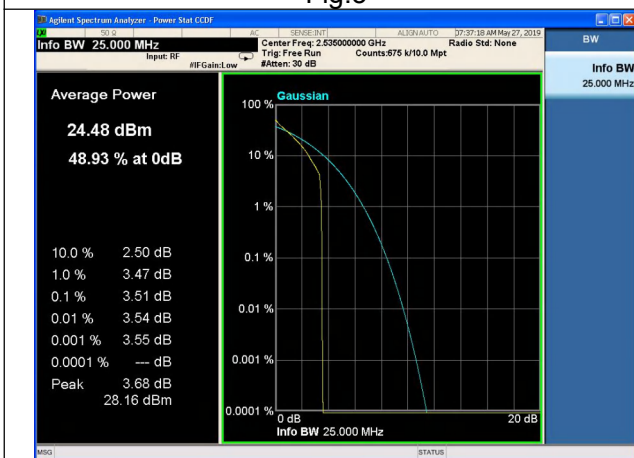 Agilent Spectrum Analyzer - Power Stat CCDF
50 Ω AC SENSE:INT ALIGN AUTO 07:37:18 AM May 27, 2019
Info BW 25.000 MHz
Center Freq: 2.535000000 GHz Radio Std: None
Input: RF Trig: Free Run Counts:675 k/10.0 Mpt
#IFGain:Low #Atten: 30 dB
BW
Info BW
25.000 MHz
Average Power
24.48 dBm
48.93 % at 0dB
10.0 % 2.50 dB
1.0 % 3.47 dB
0.1 % 3.51 dB
0.01 % 3.54 dB
0.001 % 3.55 dB
0.0001 % --- dB
Peak 3.68 dB
28.16 dBm
Gaussian
100 %
10 %
1 %
0.1 %
0.01 %
0.001 %
0.0001 %
0 dB 20 dB
Info BW 25.000 MHz
MSG STATUS